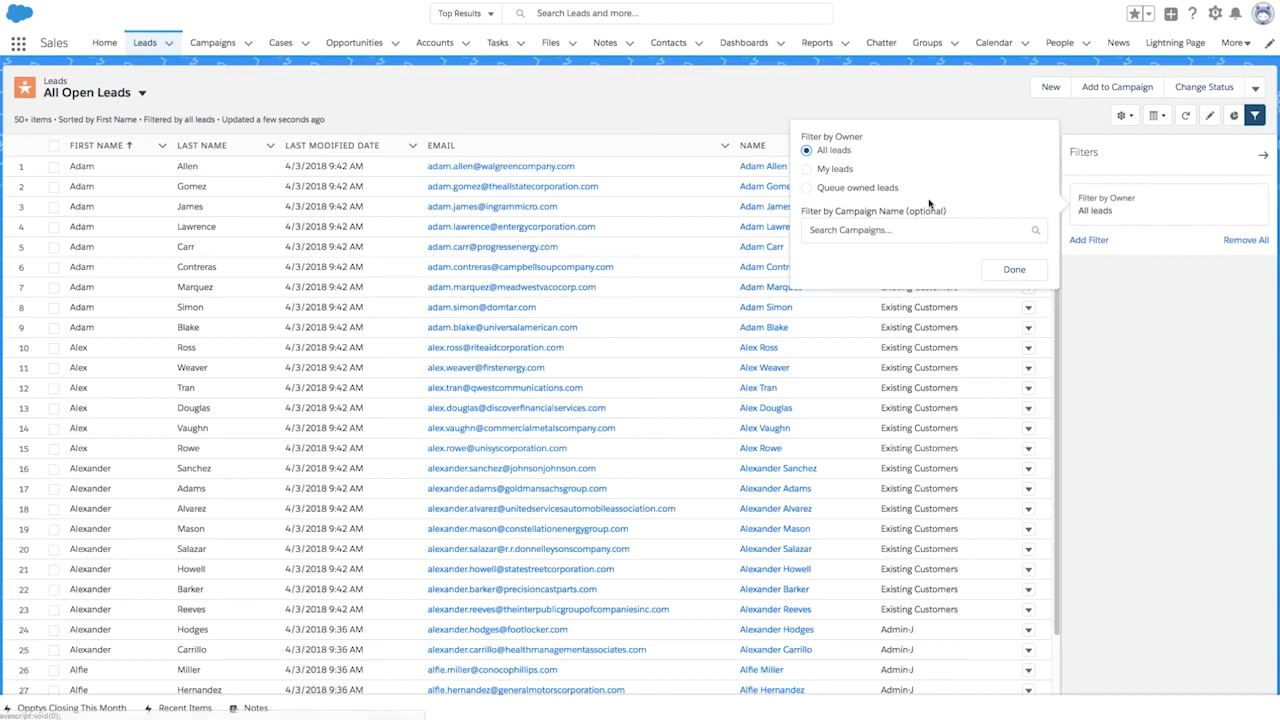 Top Results Search Leads and more...
Sales Home Leads Campaigns Cases Opportunities Accounts Tasks Files Notes Contacts Dashboards Reports Chatter Groups Calendar People News Lightning Page More
Leads
All Open Leads
New Add to Campaign Change Status
50+ items • Sorted by First Name • Filtered by all leads • Updated a few seconds ago
FIRST NAME LAST NAME LAST MODIFIED DATE EMAIL NAME
1 Adam Allen 4/3/2018 9:42 AM adam.allen@walgreencompany.com Adam Allen
2 Adam Gomez 4/3/2018 9:42 AM adam.gomez@theallstatecorporation.com Adam Gome
3 Adam James 4/3/2018 9:42 AM adam.james@ingrammicro.com Adam James
4 Adam Lawrence 4/3/2018 9:42 AM adam.lawrence@entergycorporation.com Adam Lawre
5 Adam Carr 4/3/2018 9:42 AM adam.carr@progressenergy.com Adam Carr
6 Adam Contreras 4/3/2018 9:42 AM adam.contreras@campbellsoupcompany.com Adam Contr
7 Adam Marquez 4/3/2018 9:42 AM adam.marquez@meadwestvacocorp.com Adam Marqu Existing Customers
8 Adam Simon 4/3/2018 9:42 AM adam.simon@domtar.com Adam Simon Existing Customers
9 Adam Blake 4/3/2018 9:42 AM adam.blake@universalamerican.com Adam Blake Existing Customers
10 Alex Ross 4/3/2018 9:42 AM alex.ross@riteaidcorporation.com Alex Ross Existing Customers
11 Alex Weaver 4/3/2018 9:42 AM alex.weaver@firstenergy.com Alex Weaver Existing Customers
12 Alex Tran 4/3/2018 9:42 AM alex.tran@qwestcommunications.com Alex Tran Existing Customers
13 Alex Douglas 4/3/2018 9:42 AM alex.douglas@discoverfinancialservices.com Alex Douglas Existing Customers
14 Alex Vaughn 4/3/2018 9:42 AM alex.vaughn@commercialmetalscompany.com Alex Vaughn Existing Customers
15 Alex Rowe 4/3/2018 9:42 AM alex.rowe@unisyscorporation.com Alex Rowe Existing Customers
16 Alexander Sanchez 4/3/2018 9:42 AM alexander.sanchez@johnsonjohnson.com Alexander Sanchez Existing Customers
17 Alexander Adams 4/3/2018 9:42 AM alexander.adams@goldmansachsgroup.com Alexander Adams Existing Customers
18 Alexander Alvarez 4/3/2018 9:42 AM alexander.alvarez@unitedservicesautomobileassociation.com Alexander Alvarez Existing Customers
19 Alexander Mason 4/3/2018 9:42 AM alexander.mason@constellationenergygroup.com Alexander Mason Existing Customers
20 Alexander Salazar 4/3/2018 9:42 AM alexander.salazar@r.r.donnelleysonscompany.com Alexander Salazar Existing Customers
21 Alexander Howell 4/3/2018 9:42 AM alexander.howell@statestreetcorporation.com Alexander Howell Existing Customers
22 Alexander Barker 4/3/2018 9:42 AM alexander.barker@precisioncastparts.com Alexander Barker Existing Customers
23 Alexander Reeves 4/3/2018 9:42 AM alexander.reeves@theinterpublicgroupofcompaniesinc.com Alexander Reeves Existing Customers
24 Alexander Hodges 4/3/2018 9:36 AM alexander.hodges@footlocker.com Alexander Hodges Admin-J
25 Alexander Carrillo 4/3/2018 9:36 AM alexander.carrillo@healthmanagementassociates.com Alexander Carrillo Admin-J
26 Alfie Miller 4/3/2018 9:36 AM alfie.miller@conocophillips.com Alfie Miller Admin-J
27 Alfie Hernandez 4/3/2018 9:36 AM alfie.hernandez@generalmotorscorporation.com Alfie Hernandez Admin-J
Filter by Owner
All leads
My leads
Queue owned leads
Filter by Campaign Name (optional)
Search Campaigns...
Done
Filters
Filter by Owner
All leads
Add Filter Remove All
Opptys Closing This Month Recent Items Notes
avascript:void(0);